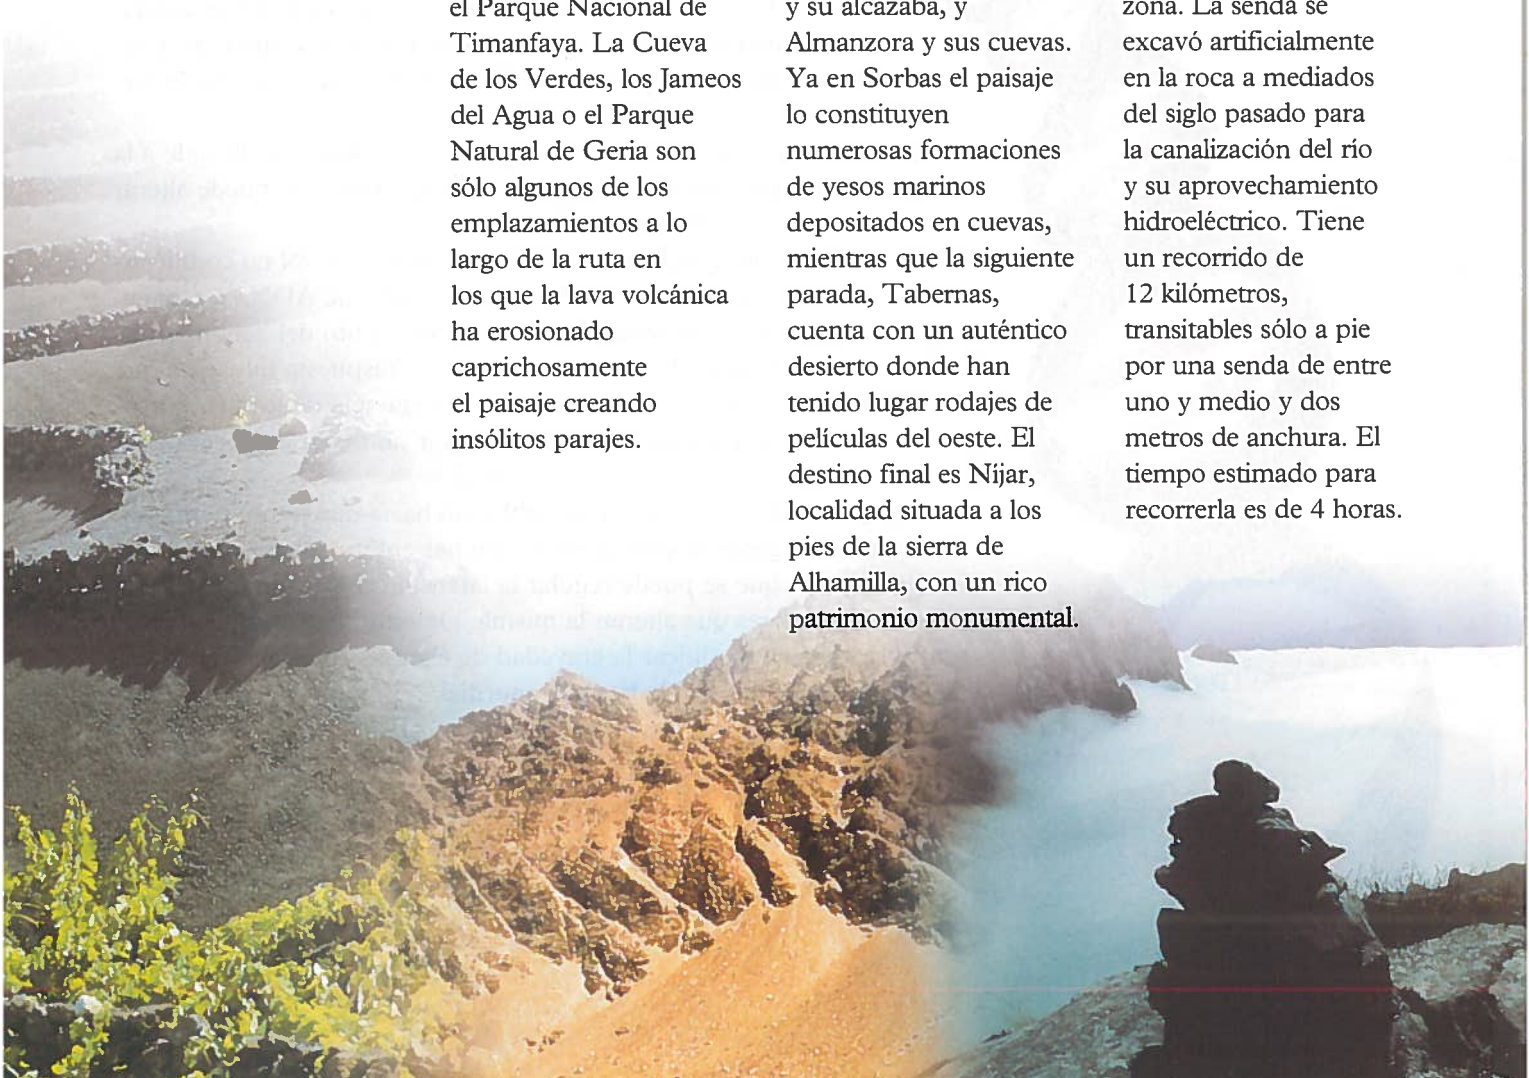 el Parque Nacional de
Timanfaya. La Cueva
de los Verdes, los Jameos
del Agua o el Parque
Natural de Geria son
sólo algunos de los
emplazamientos a lo
largo de la ruta en
los que la lava volcánica
ha erosionado
caprichosamente
el paisaje creando
insólitos parajes.
y su alcazaba, y
Almanzora y sus cuevas.
Ya en Sorbas el paisaje
lo constituyen
numerosas formaciones
de yesos marinos
depositados en cuevas,
mientras que la siguiente
parada, Tabernas,
cuenta con un auténtico
desierto donde han
tenido lugar rodajes de
películas del oeste. El
destino final es Níjar,
localidad situada a los
pies de la sierra de
Alhamilla, con un rico
patrimonio monumental.
zona. La senda se
excavó artificialmente
en la roca a mediados
del siglo pasado para
la canalización del río
y su aprovechamiento
hidroeléctrico. Tiene
un recorrido de
12 kilómetros,
transitables sólo a pie
por una senda de entre
uno y medio y dos
metros de anchura. El
tiempo estimado para
recorrerla es de 4 horas.